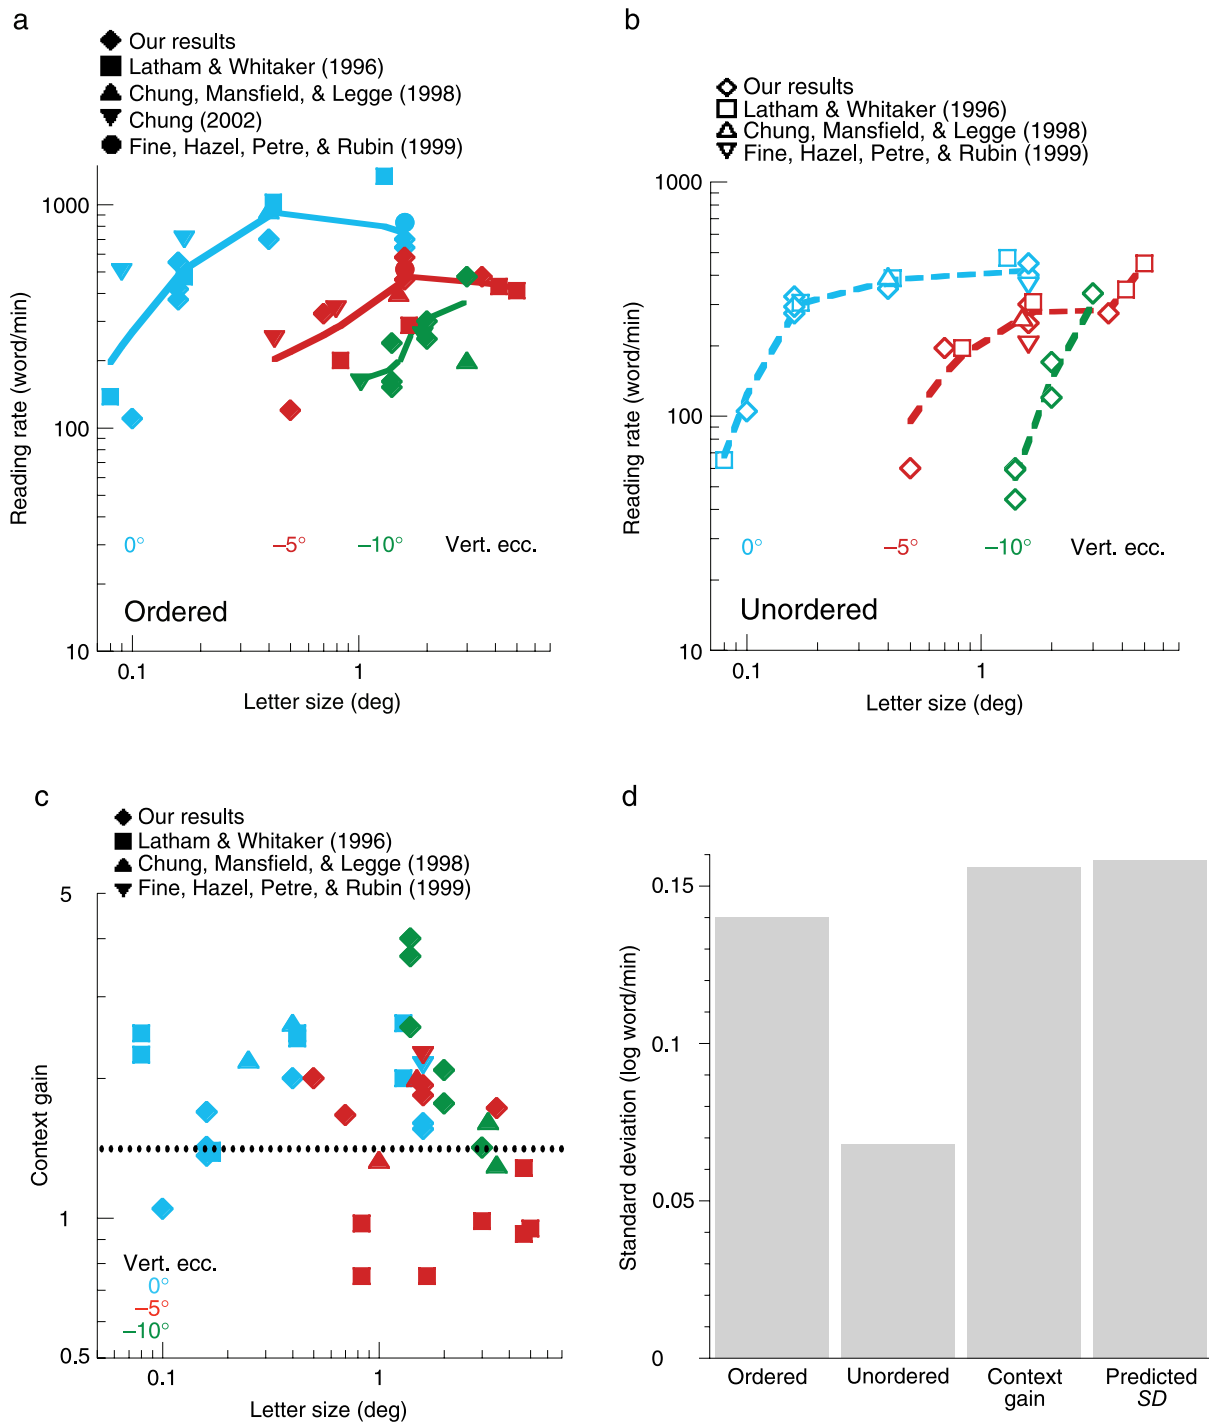 a
Our results
Latham & Whitaker (1996)
Chung, Mansfield, & Legge (1998)
Chung (2002)
Fine, Hazel, Petre, & Rubin (1999)
1000
100
10
Reading rate (word/min)
0°
–5°
–10°
Vert. ecc.
Ordered
0.1
1
Letter size (deg)
b
Our results
Latham & Whitaker (1996)
Chung, Mansfield, & Legge (1998)
Fine, Hazel, Petre, & Rubin (1999)
1000
100
10
Reading rate (word/min)
0°
–5°
–10°
Vert. ecc.
Unordered
0.1
1
Letter size (deg)
c
Our results
Latham & Whitaker (1996)
Chung, Mansfield, & Legge (1998)
Fine, Hazel, Petre, & Rubin (1999)
5
1
0.5
Context gain
Vert. ecc.
0°
–5°
–10°
0.1
1
Letter size (deg)
d
0.15
0.1
0.05
0
Standard deviation (log word/min)
Ordered
Unordered
Context
gain
Predicted
SD